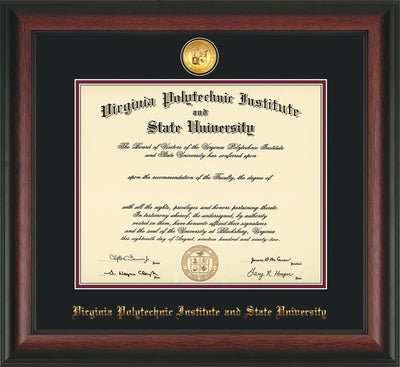 Virginia Polytechnic Institute
and
State University
The Board of Visitors of the Virginia Polytechnic Institute
and State University has conferred upon
upon the recommendation of the Faculty, the degree of
with all the rights, privileges and honors pertaining thereto.
In testimony whereof, the undersigned, by authority
vested in them, have hereunto affixed their signatures
and the seal of the University at Blacksburg, Virginia
this eighteenth day of August, nineteen hundred and ninety-two.
Virginia Polytechnic Institute and State University